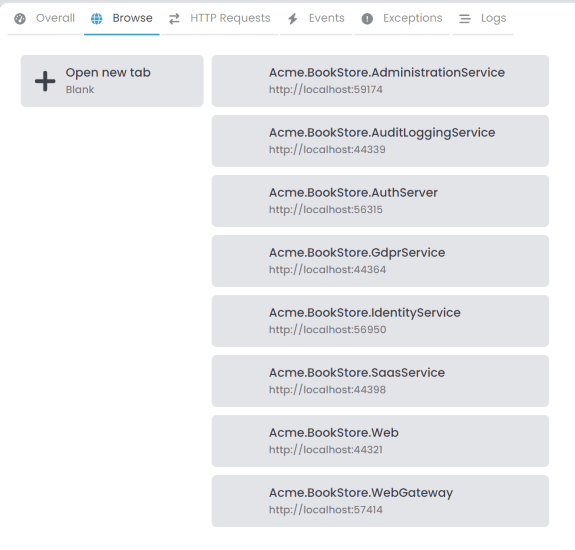 Overall Browse HTTP Requests Events Exceptions Logs
Open new tab
Blank
Acme.BookStore.AdministrationService
http://localhost:59174
Acme.BookStore.AuditLoggingService
http://localhost:44339
Acme.BookStore.AuthServer
http://localhost:56315
Acme.BookStore.GdprService
http://localhost:44364
Acme.BookStore.IdentityService
http://localhost:56950
Acme.BookStore.SaasService
http://localhost:44398
Acme.BookStore.Web
http://localhost:44321
Acme.BookStore.WebGateway
http://localhost:57414